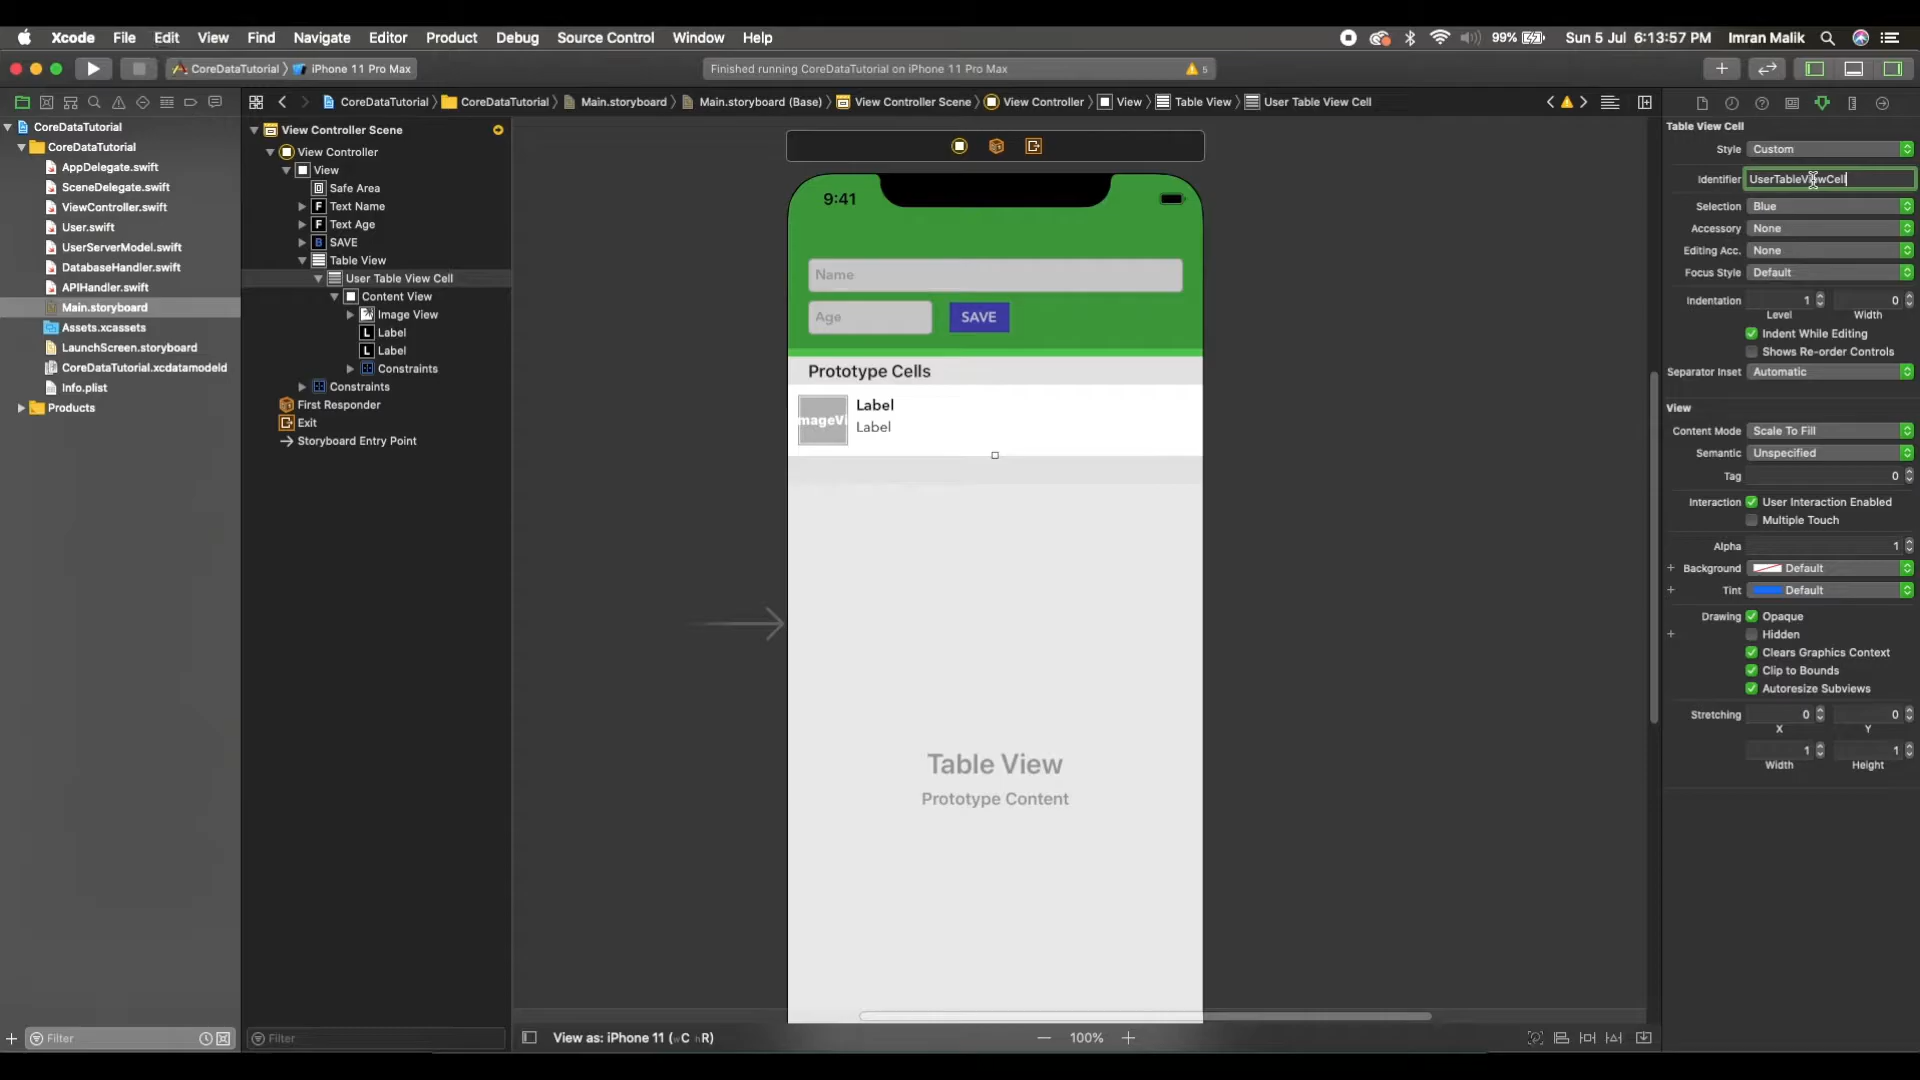 Xcode File Edit View Find Navigate Editor Product Debug Source Control Window Help 99% Sun 5 Jul 6:13:57 PM Imran Malik
CoreDataTutorial iPhone 11 Pro Max Finished running CoreDataTutorial on iPhone 11 Pro Max 5
CoreDataTutorial CoreDataTutorial Main.storyboard Main.storyboard (Base) View Controller Scene View Controller View Table View User Table View Cell
CoreDataTutorial
CoreDataTutorial
AppDelegate.swift
SceneDelegate.swift
ViewController.swift
User.swift
UserServerModel.swift
DatabaseHandler.swift
APIHandler.swift
Main.storyboard
Assets.xcassets
LaunchScreen.storyboard
CoreDataTutorial.xcdatamodeld
Info.plist
Products
Filter
View Controller Scene
View Controller
View
Safe Area
F Text Name
F Text Age
B SAVE
Table View
User Table View Cell
Content View
Image View
L Label
L Label
Constraints
Constraints
First Responder
Exit
Storyboard Entry Point
Filter
9:41
Name
Age SAVE
Prototype Cells
mageVi
Label
Label
Table View
Prototype Content
View as: iPhone 11 (wC hR) 100%
Table View Cell
Style Custom
Identifier UserTableViewCell
Selection Blue
Accessory None
Editing Acc. None
Focus Style Default
Indentation 1 0
Level Width
Indent While Editing
Shows Re-order Controls
Separator Inset Automatic
View
Content Mode Scale To Fill
Semantic Unspecified
Tag 0
Interaction User Interaction Enabled
Multiple Touch
Alpha 1
+ Background Default
+ Tint Default
Drawing Opaque
+ Hidden
Clears Graphics Context
Clip to Bounds
Autoresize Subviews
Stretching 0 0
X Y
1 1
Width Height